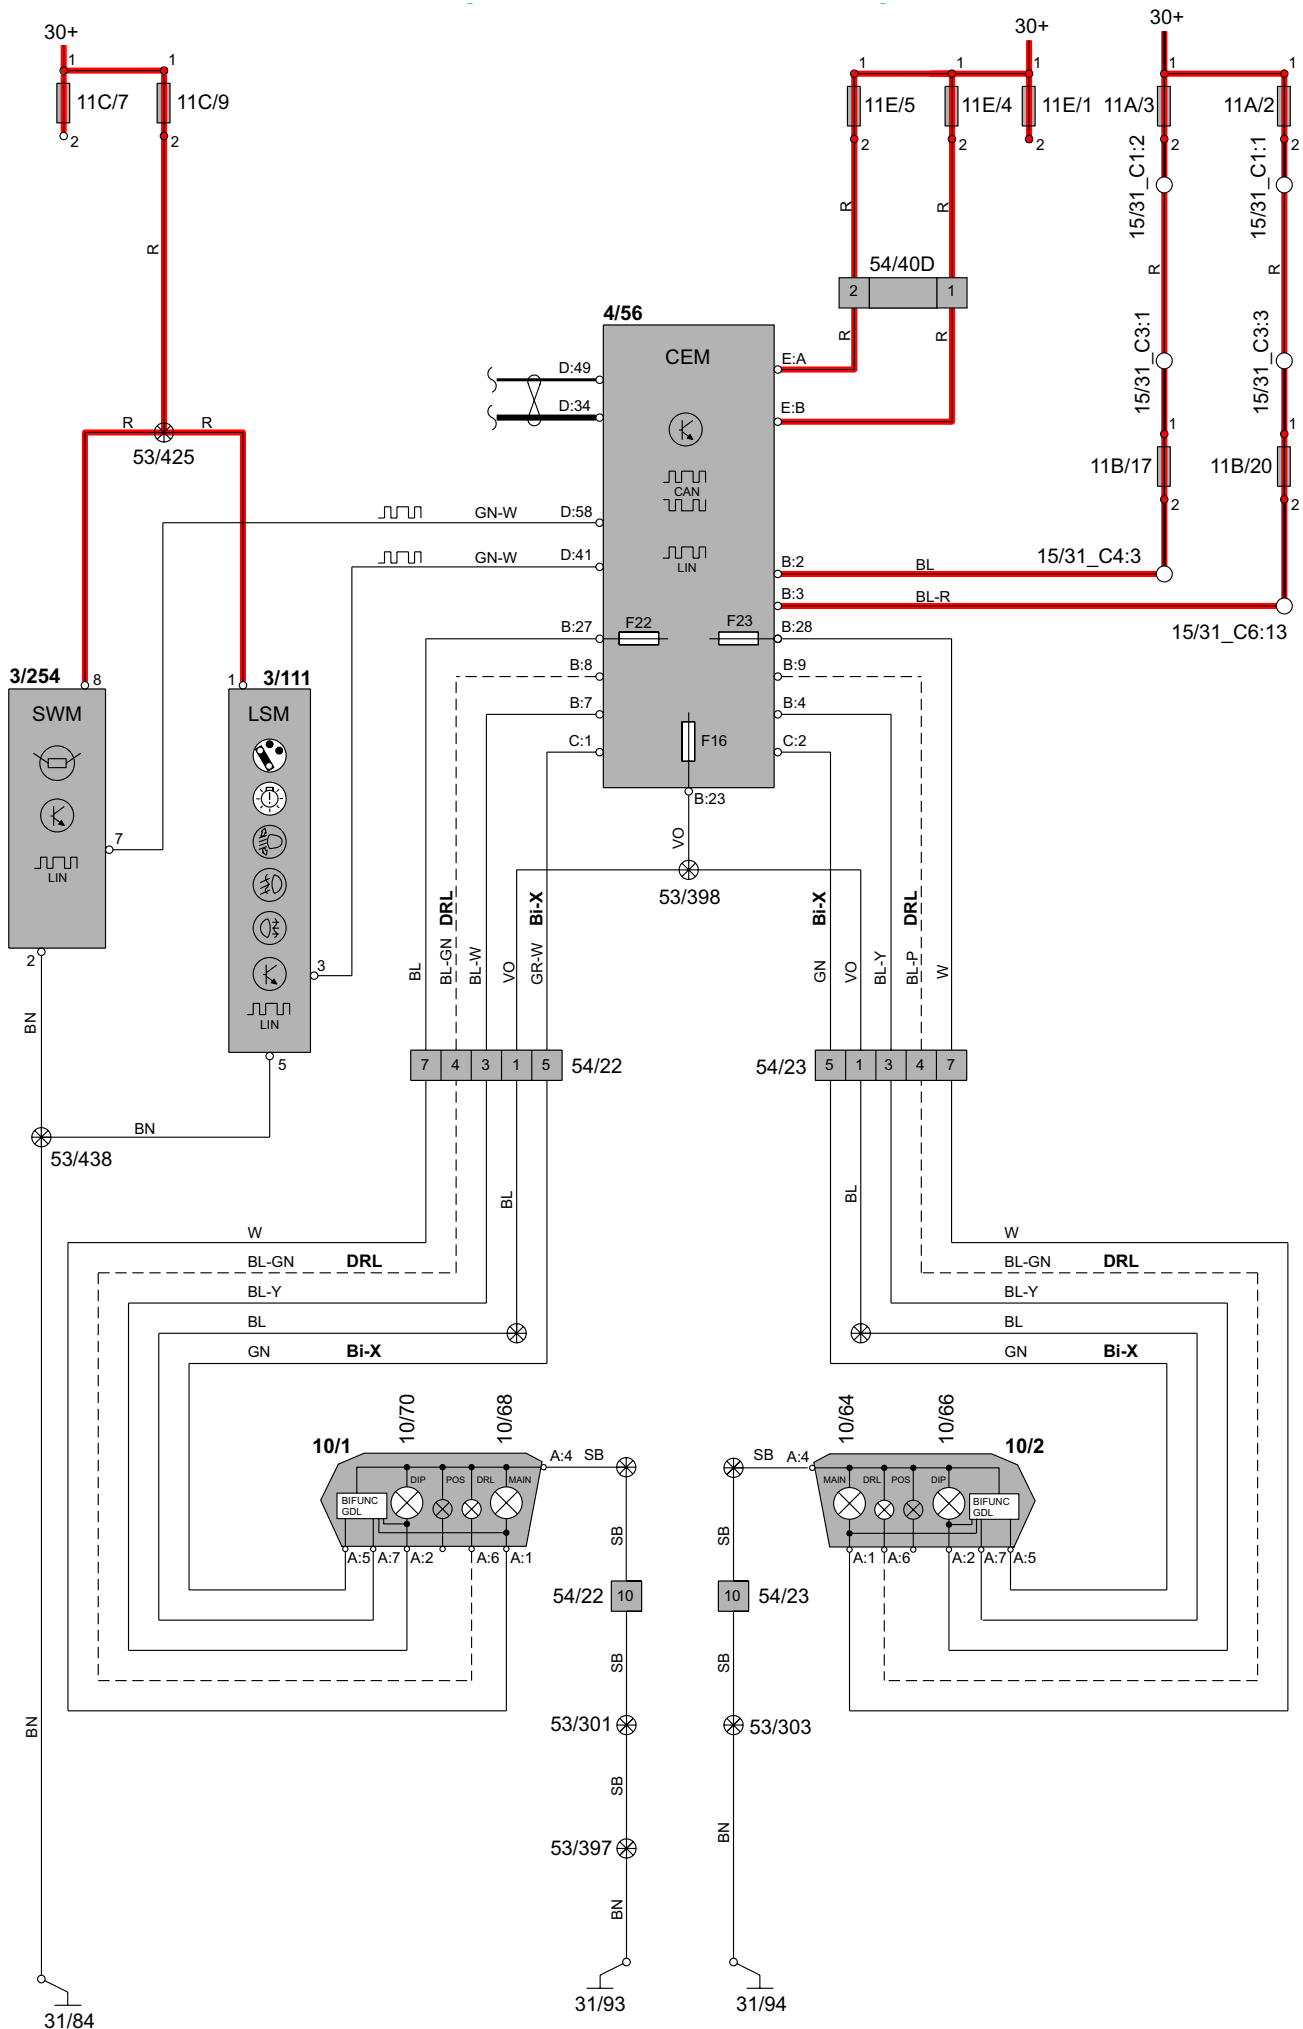 30+
30+
30+
1
1
1
1
1
1
1
11C/7
11C/9
11E/5
11E/4
11E/1
11A/3
11A/2
2
2
2
2
2
2
2
15/31_C1:2
15/31_C1:1
R
R
R
R
R
54/40D
2
1
R
R
15/31_C3:1
15/31_C3:3
4/56
CEM
D:49
E:A
D:34
E:B
R
R
53/425
1
1
11B/17
11B/20
2
2
CAN
GN-W
D:58
GN-W
D:41
LIN
B:2
BL
15/31_C4:3
B:3
BL-R
15/31_C6:13
B:27
F22
F23
B:28
B:8
B:9
B:7
B:4
C:1
F16
C:2
B:23
3/254
8
SWM
7
LIN
2
1
3/111
LSM
3
LIN
5
VO
53/398
BL
BL-GN
DRL
BL-W
VO
GR-W
Bi-X
GN
Bi-X
VO
BL-Y
BL-P
DRL
W
BN
7
4
3
1
5
54/22
54/23
5
1
3
4
7
BN
53/438
BL
BL
W
W
BL-GN
DRL
BL-GN
DRL
BL-Y
BL-Y
BL
BL
GN
Bi-X
GN
Bi-X
10/70
10/68
10/64
10/66
10/1
A:4
SB
SB
A:4
10/2
DIP
POS
DRL
MAIN
MAIN
DRL
POS
DIP
BIFUNC
GDL
BIFUNC
GDL
A:5
A:7
A:2
A:6
A:1
A:1
A:6
A:2
A:7
A:5
SB
SB
54/22
10
10
54/23
SB
SB
53/301
53/303
BN
SB
BN
53/397
BN
31/84
31/93
31/94